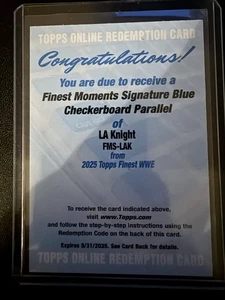 TOPPS ONLINE REDEMPTION CARD
Congratulations!
You are due to receive a
Finest Moments Signature Blue
Checkerboard Parallel
of
LA Knight
FMS-LAK
from
2025 Topps Finest WWE
To receive the card indicated above,
visit www.Topps.com
and follow the step-by-step instructions using the
Redemption Code on the back of this card.
Expires 8/31/2028. See Card Back for details.
TOPPS ONLINE REDEMPTION CARD